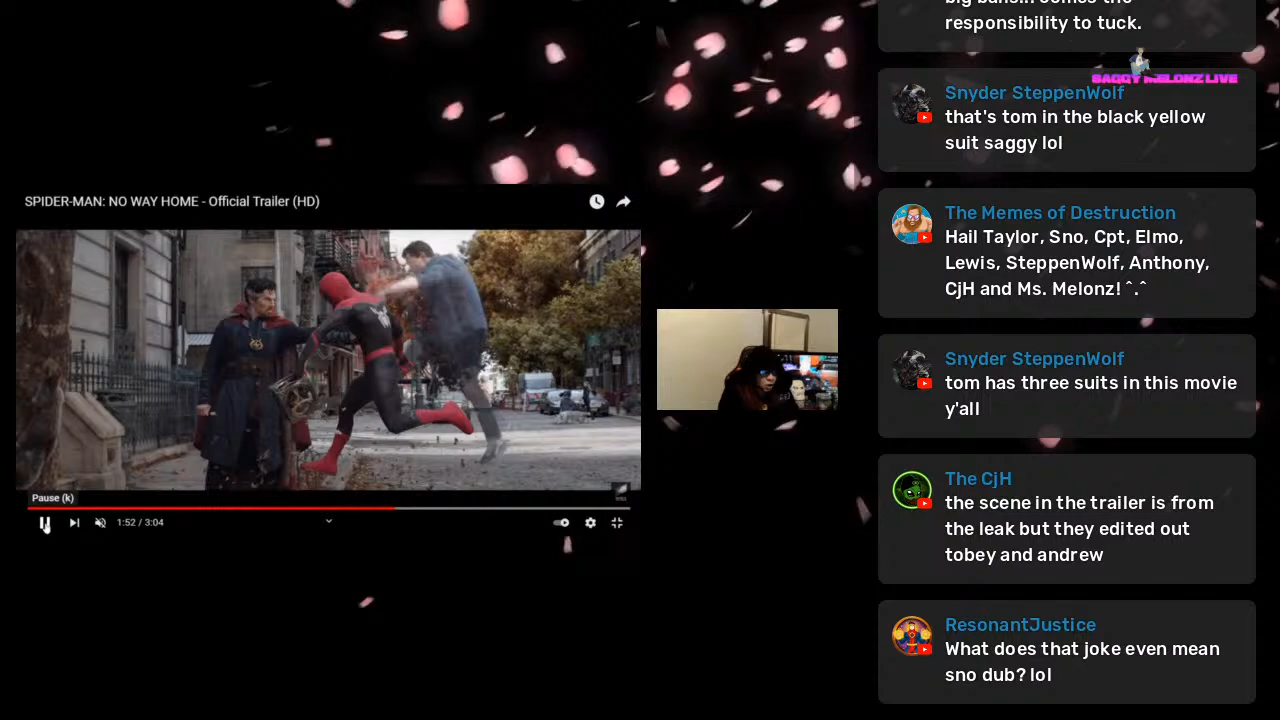 SPIDER-MAN: NO WAY HOME - Official Trailer (HD)
Pause (k)
1:52 / 3:04
responsibility to tuck.
SAGGY MELONZ LIVE
Snyder SteppenWolf
that's tom in the black yellow
suit saggy lol
The Memes of Destruction
Hail Taylor, Sno, Cpt, Elmo,
Lewis, SteppenWolf, Anthony,
CjH and Ms. Melonz! ^.^
Snyder SteppenWolf
tom has three suits in this movie
y'all
The CjH
the scene in the trailer is from
the leak but they edited out
tobey and andrew
ResonantJustice
What does that joke even mean
sno dub? lol